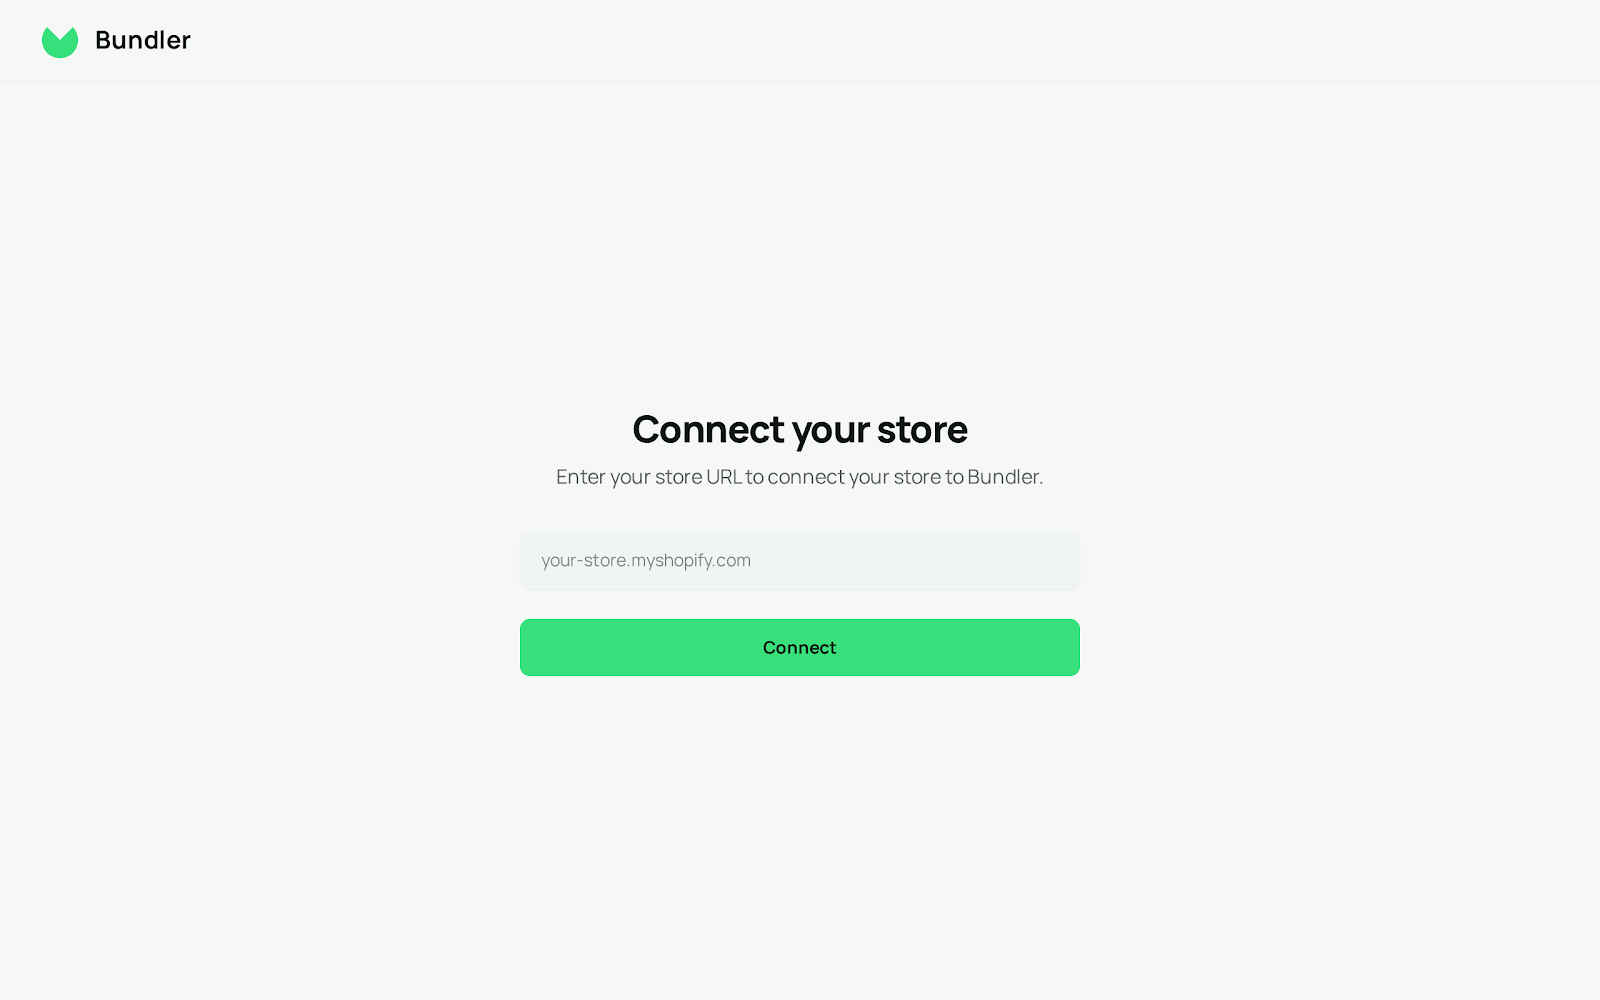 Bundler
Connect your store
Enter your store URL to connect your store to Bundler.
your-store.myshopify.com
Connect